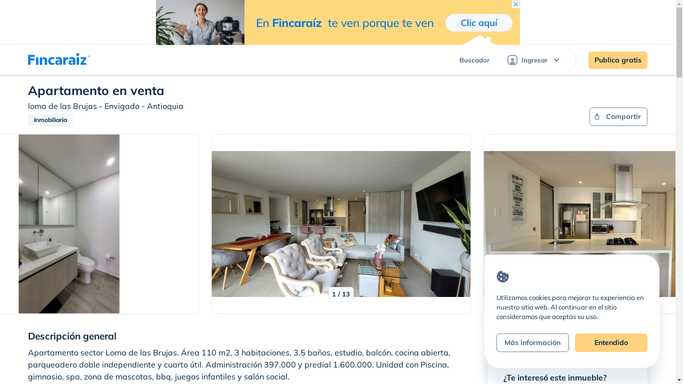 En Fincaraíz te ven porque te ven
Clic aquí
Fincaraiz
Buscador
Ingresar
Publica gratis
Apartamento en venta
loma de las Brujas - Envigado - Antioquia
Inmobiliaria
Compartir
1 / 13
Utilizamos cookies para mejorar tu experiencia en
nuestro sitio web. Al continuar en el sitio
consideramos que aceptas su uso.
Más información
Entendido
Descripción general
Apartamento sector Loma de las Brujas. Área 110 m2, 3 habitaciones, 3.5 baños, estudio, balcón, cocina abierta,
parqueadero doble independiente y cuarto útil. Administración 397.000 y predial 1.600.000. Unidad con Piscina,
gimnasio, spa, zona de mascotas, bbq, juegos infantiles y salón social.
¿Te interesó este inmueble?